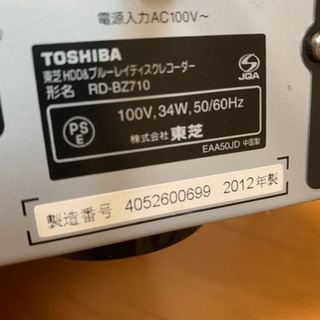 電源入力AC100V～
TOSHIBA
東芝HDD&ブルーレイディスクレコーダー
形名 RD-BZ710
JQA
PS
E
100V, 34W, 50/60Hz
株式会社 東芝
EAA50JD 中国製
製造番号 4052600699 2012年製